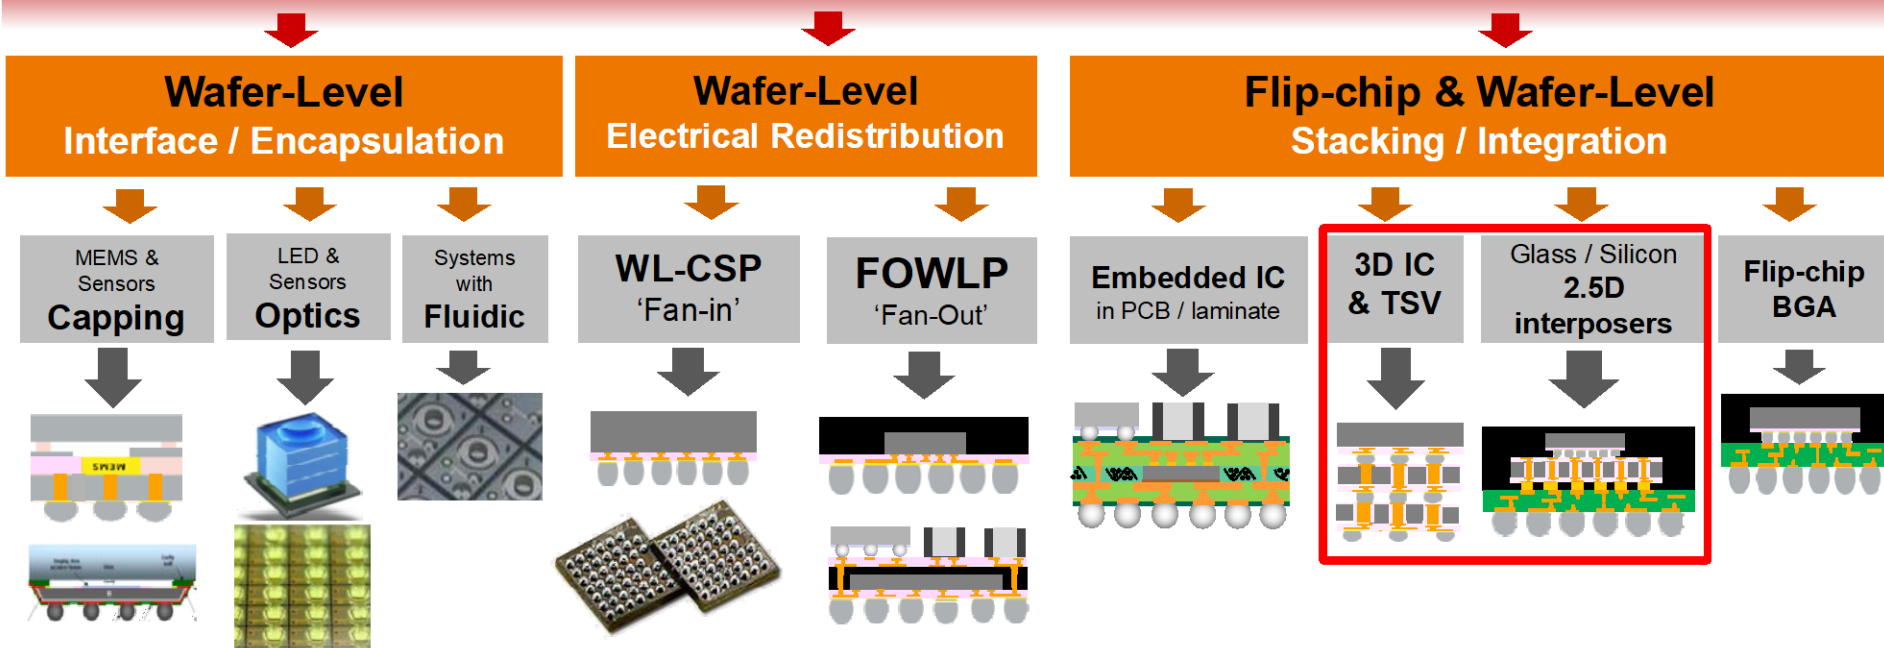 Wafer-Level
Interface / Encapsulation
Wafer-Level
Electrical Redistribution
Flip-chip & Wafer-Level
Stacking / Integration
MEMS &
Sensors
Capping
LED &
Sensors
Optics
Systems
with
Fluidic
WL-CSP
‘Fan-in’
FOWLP
‘Fan-Out’
Embedded IC
in PCB / laminate
3D IC
& TSV
Glass / Silicon
2.5D
interposers
Flip-chip
BGA
MEMS